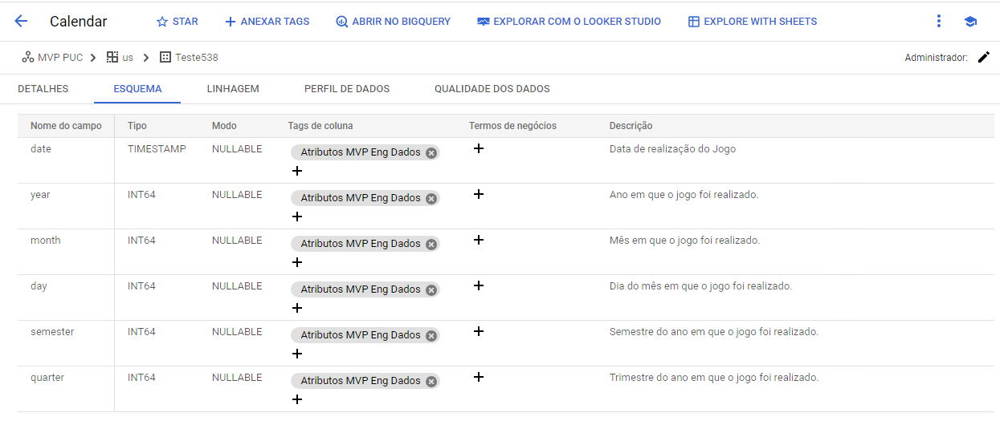 Calendar STAR ANEXAR TAGS ABRIR NO BIGQUERY EXPLORAR COM O LOOKER STUDIO EXPLORE WITH SHEETS
MVP PUC us Teste538 Administrador:
DETALHES ESQUEMA LINHAGEM PERFIL DE DADOS QUALIDADE DOS DADOS
Nome do campo Tipo Modo Tags de coluna Termos de negócios Descrição
date TIMESTAMP NULLABLE Atributos MVP Eng Dados + Data de realização do Jogo
+
year INT64 NULLABLE Atributos MVP Eng Dados + Ano em que o jogo foi realizado.
+
month INT64 NULLABLE Atributos MVP Eng Dados + Mês em que o jogo foi realizado.
+
day INT64 NULLABLE Atributos MVP Eng Dados + Dia do mês em que o jogo foi realizado.
+
semester INT64 NULLABLE Atributos MVP Eng Dados + Semestre do ano em que o jogo foi realizado.
+
quarter INT64 NULLABLE Atributos MVP Eng Dados + Trimestre do ano em que o jogo foi realizado.
+